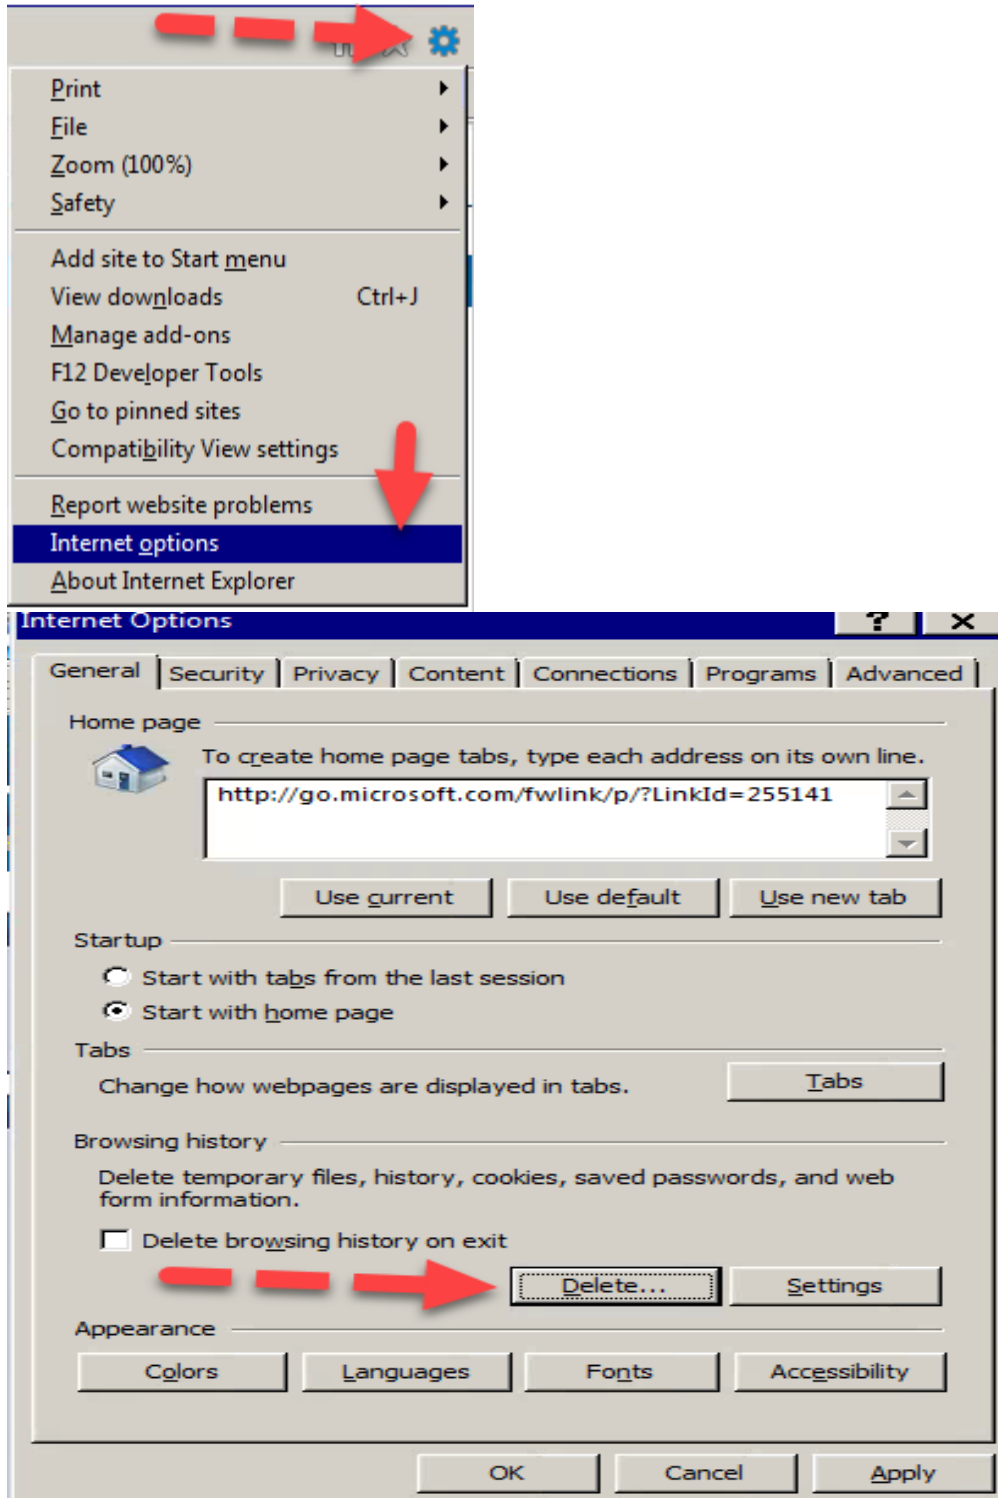 Print
File
Zoom (100%)
Safety
Add site to Start menu
View downloads Ctrl+J
Manage add-ons
F12 Developer Tools
Go to pinned sites
Compatibility View settings
Report website problems
Internet options
About Internet Explorer
Internet Options ? X
General Security Privacy Content Connections Programs Advanced
Home page
To create home page tabs, type each address on its own line.
http://go.microsoft.com/fwlink/p/?LinkId=255141
Use current Use default Use new tab
Startup
Start with tabs from the last session
Start with home page
Tabs
Change how webpages are displayed in tabs. Tabs
Browsing history
Delete temporary files, history, cookies, saved passwords, and web
form information.
Delete browsing history on exit
Delete... Settings
Appearance
Colors Languages Fonts Accessibility
OK Cancel Apply